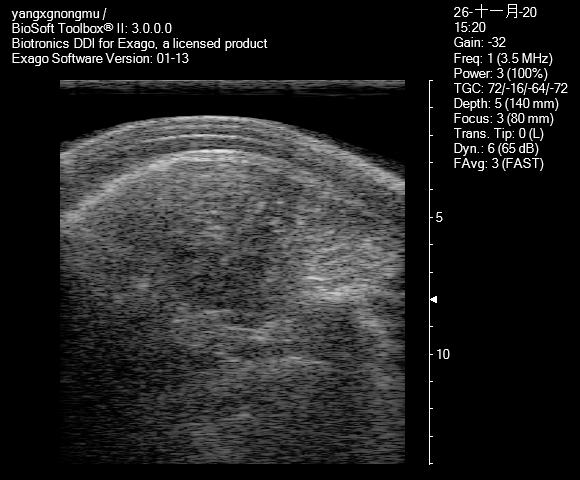 yangxgnongmu /
BioSoft Toolbox® II: 3.0.0.0
Biotronics DDI for Exago, a licensed product
Exago Software Version: 01-13
26-十一月-20
15:20
Gain: -32
Freq: 1 (3.5 MHz)
Power: 3 (100%)
TGC: 72/-16/-64/-72
Depth: 5 (140 mm)
Focus: 3 (80 mm)
Trans. Tip: 0 (L)
Dyn.: 6 (65 dB)
FAvg: 3 (FAST)
5
10